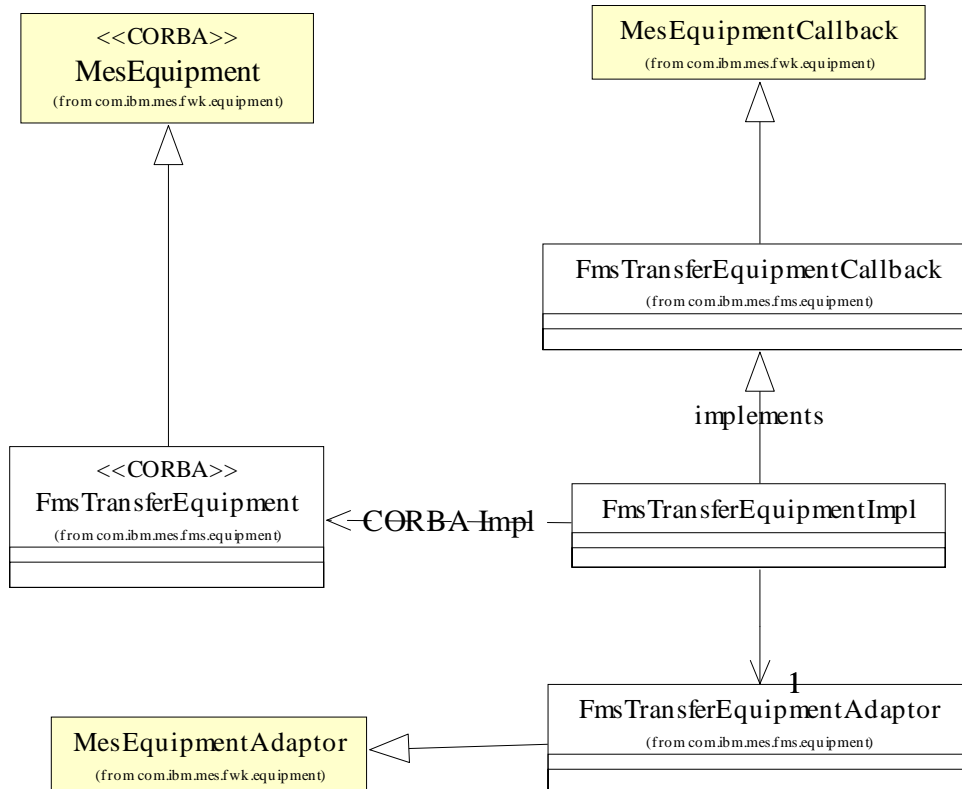 <<CORBA>>
MesEquipment
(from com.ibm.mes.fwk.equipment)
MesEquipmentCallback
(from com.ibm.mes.fwk.equipment)
FmsTransferEquipmentCallback
(from com.ibm.mes.fms.equipment)
implements
<<CORBA>>
FmsTransferEquipment
(from com.ibm.mes.fms.equipment)
CORBA Impl
FmsTransferEquipmentImpl
1
FmsTransferEquipmentAdaptor
(from com.ibm.mes.fms.equipment)
MesEquipmentAdaptor
(from com.ibm.mes.fwk.equipment)